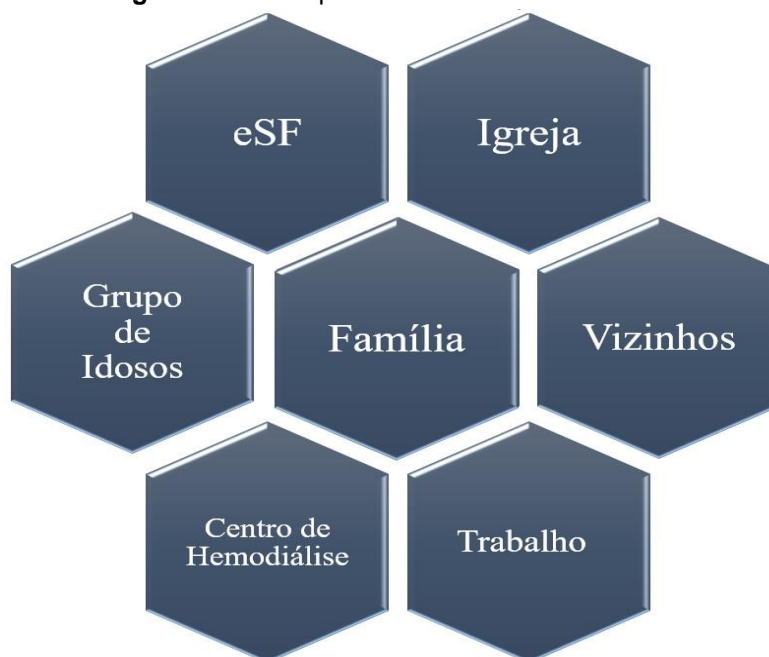 eSF
Igreja
Grupo
de
Idosos
Família
Vizinhos
Centro de
Hemodiálise
Trabalho